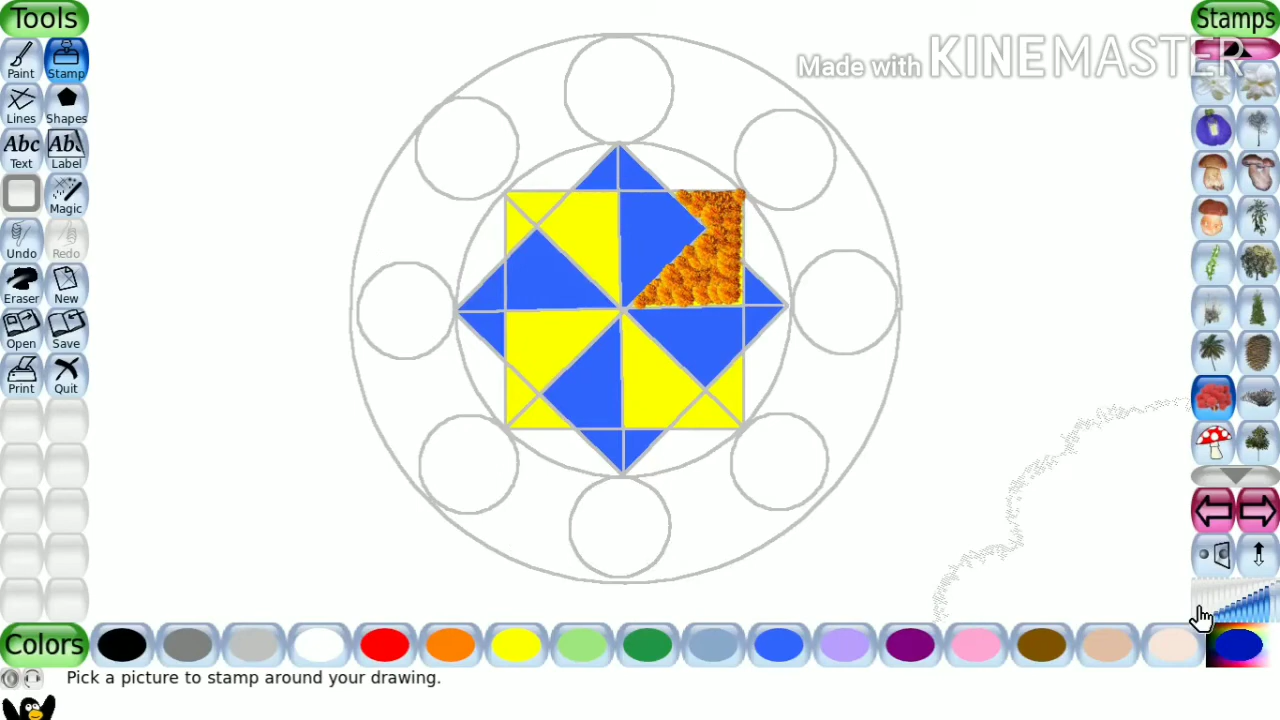 Tools
Stamps
Made with KINEMASTER
Paint
Stamp
Lines
Shapes
Abc
Abc
Text
Label
Magic
Undo
Redo
Eraser
New
Open
Save
Print
Quit
Colors
Pick a picture to stamp around your drawing.